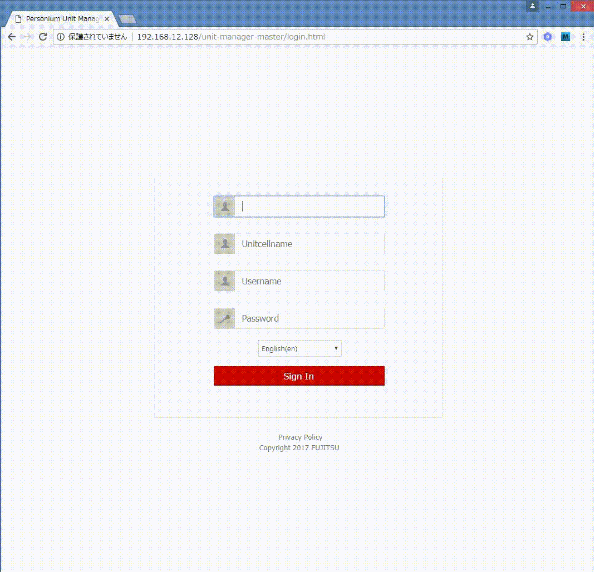 Personium Unit Mana
保護されていません 192.168.12.128/unit-manager-master/login.html
Unitcellname
Username
Password
English(en)
Sign In
Privacy Policy
Copyright 2017 FUJITSU